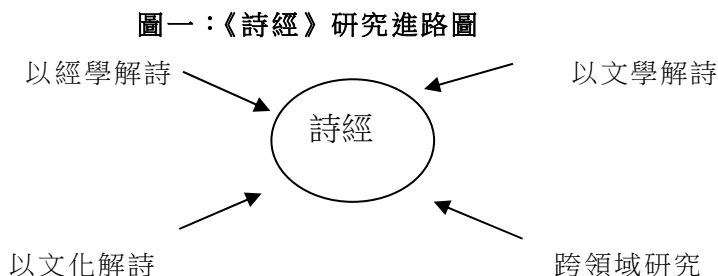 圖一：《詩經》研究進路圖
以經學解詩
以文學解詩
詩經
以文化解詩
跨領域研究